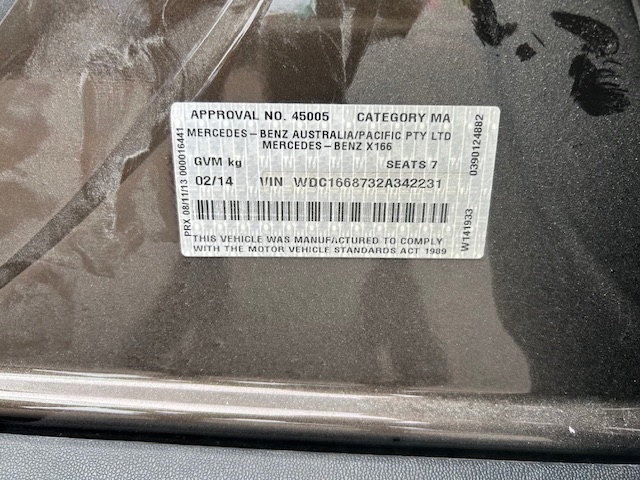 APPROVAL NO. 45005 CATEGORY MA
MERCEDES-BENZ AUSTRALIA/PACIFIC PTY LTD
MERCEDES-BENZ X166
GVM kg SEATS 7
02/14 VIN WDC1668732A342231
THIS VEHICLE WAS MANUFACTURED TO COMPLY
WITH THE MOTOR VEHICLE STANDARDS ACT 1989
PRX 08/11/13 000016441
0390124882
W141933